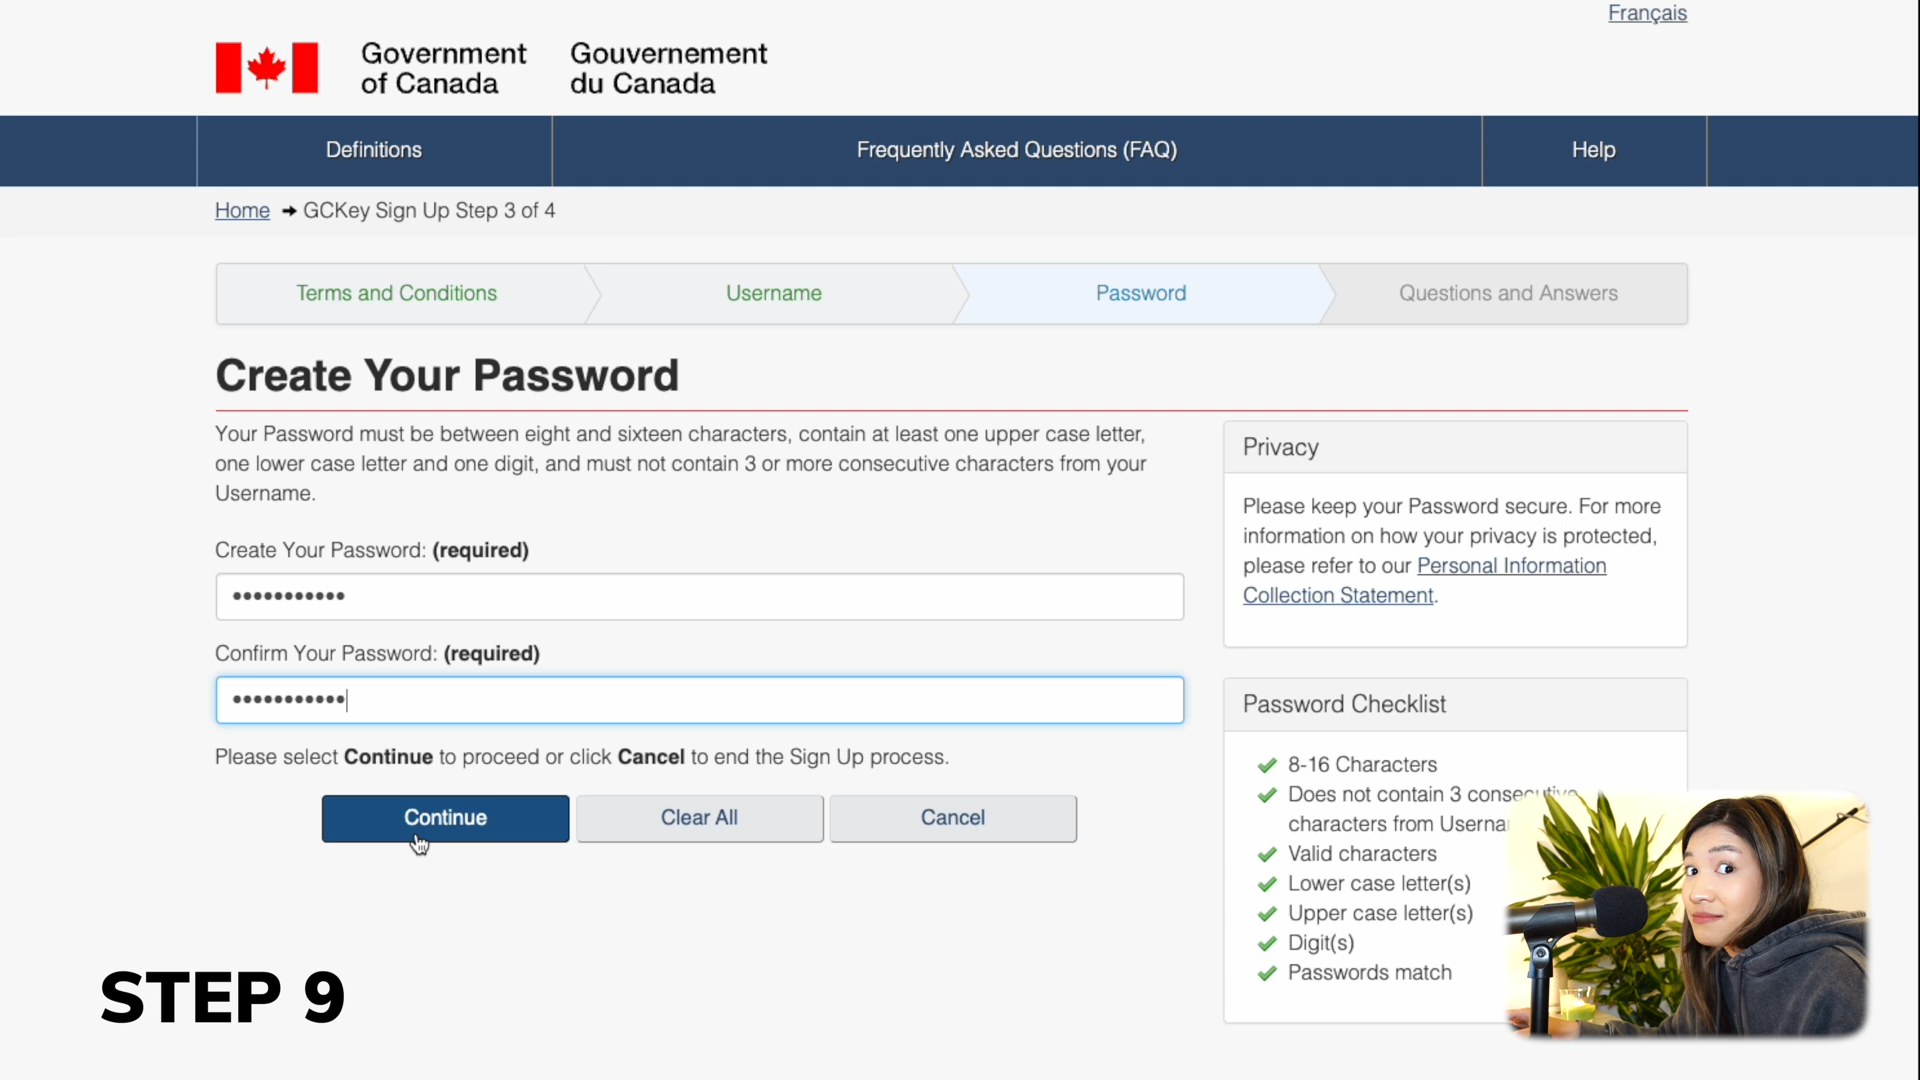 Français
Government
of Canada
Gouvernement
du Canada
Definitions
Frequently Asked Questions (FAQ)
Help
Home → GCKey Sign Up Step 3 of 4
Terms and Conditions
Username
Password
Questions and Answers
Create Your Password
Your Password must be between eight and sixteen characters, contain at least one upper case letter,
one lower case letter and one digit, and must not contain 3 or more consecutive characters from your
Username.
Create Your Password: (required)
•••••••••••
Confirm Your Password: (required)
•••••••••••
Please select Continue to proceed or click Cancel to end the Sign Up process.
Continue
Clear All
Cancel
Privacy
Please keep your Password secure. For more
information on how your privacy is protected,
please refer to our Personal Information
Collection Statement.
Password Checklist
8-16 Characters
Does not contain 3 consecutive
characters from
Valid characters
Lower case letter(s)
Upper case letter(s)
Digit(s)
Passwords match
STEP 9